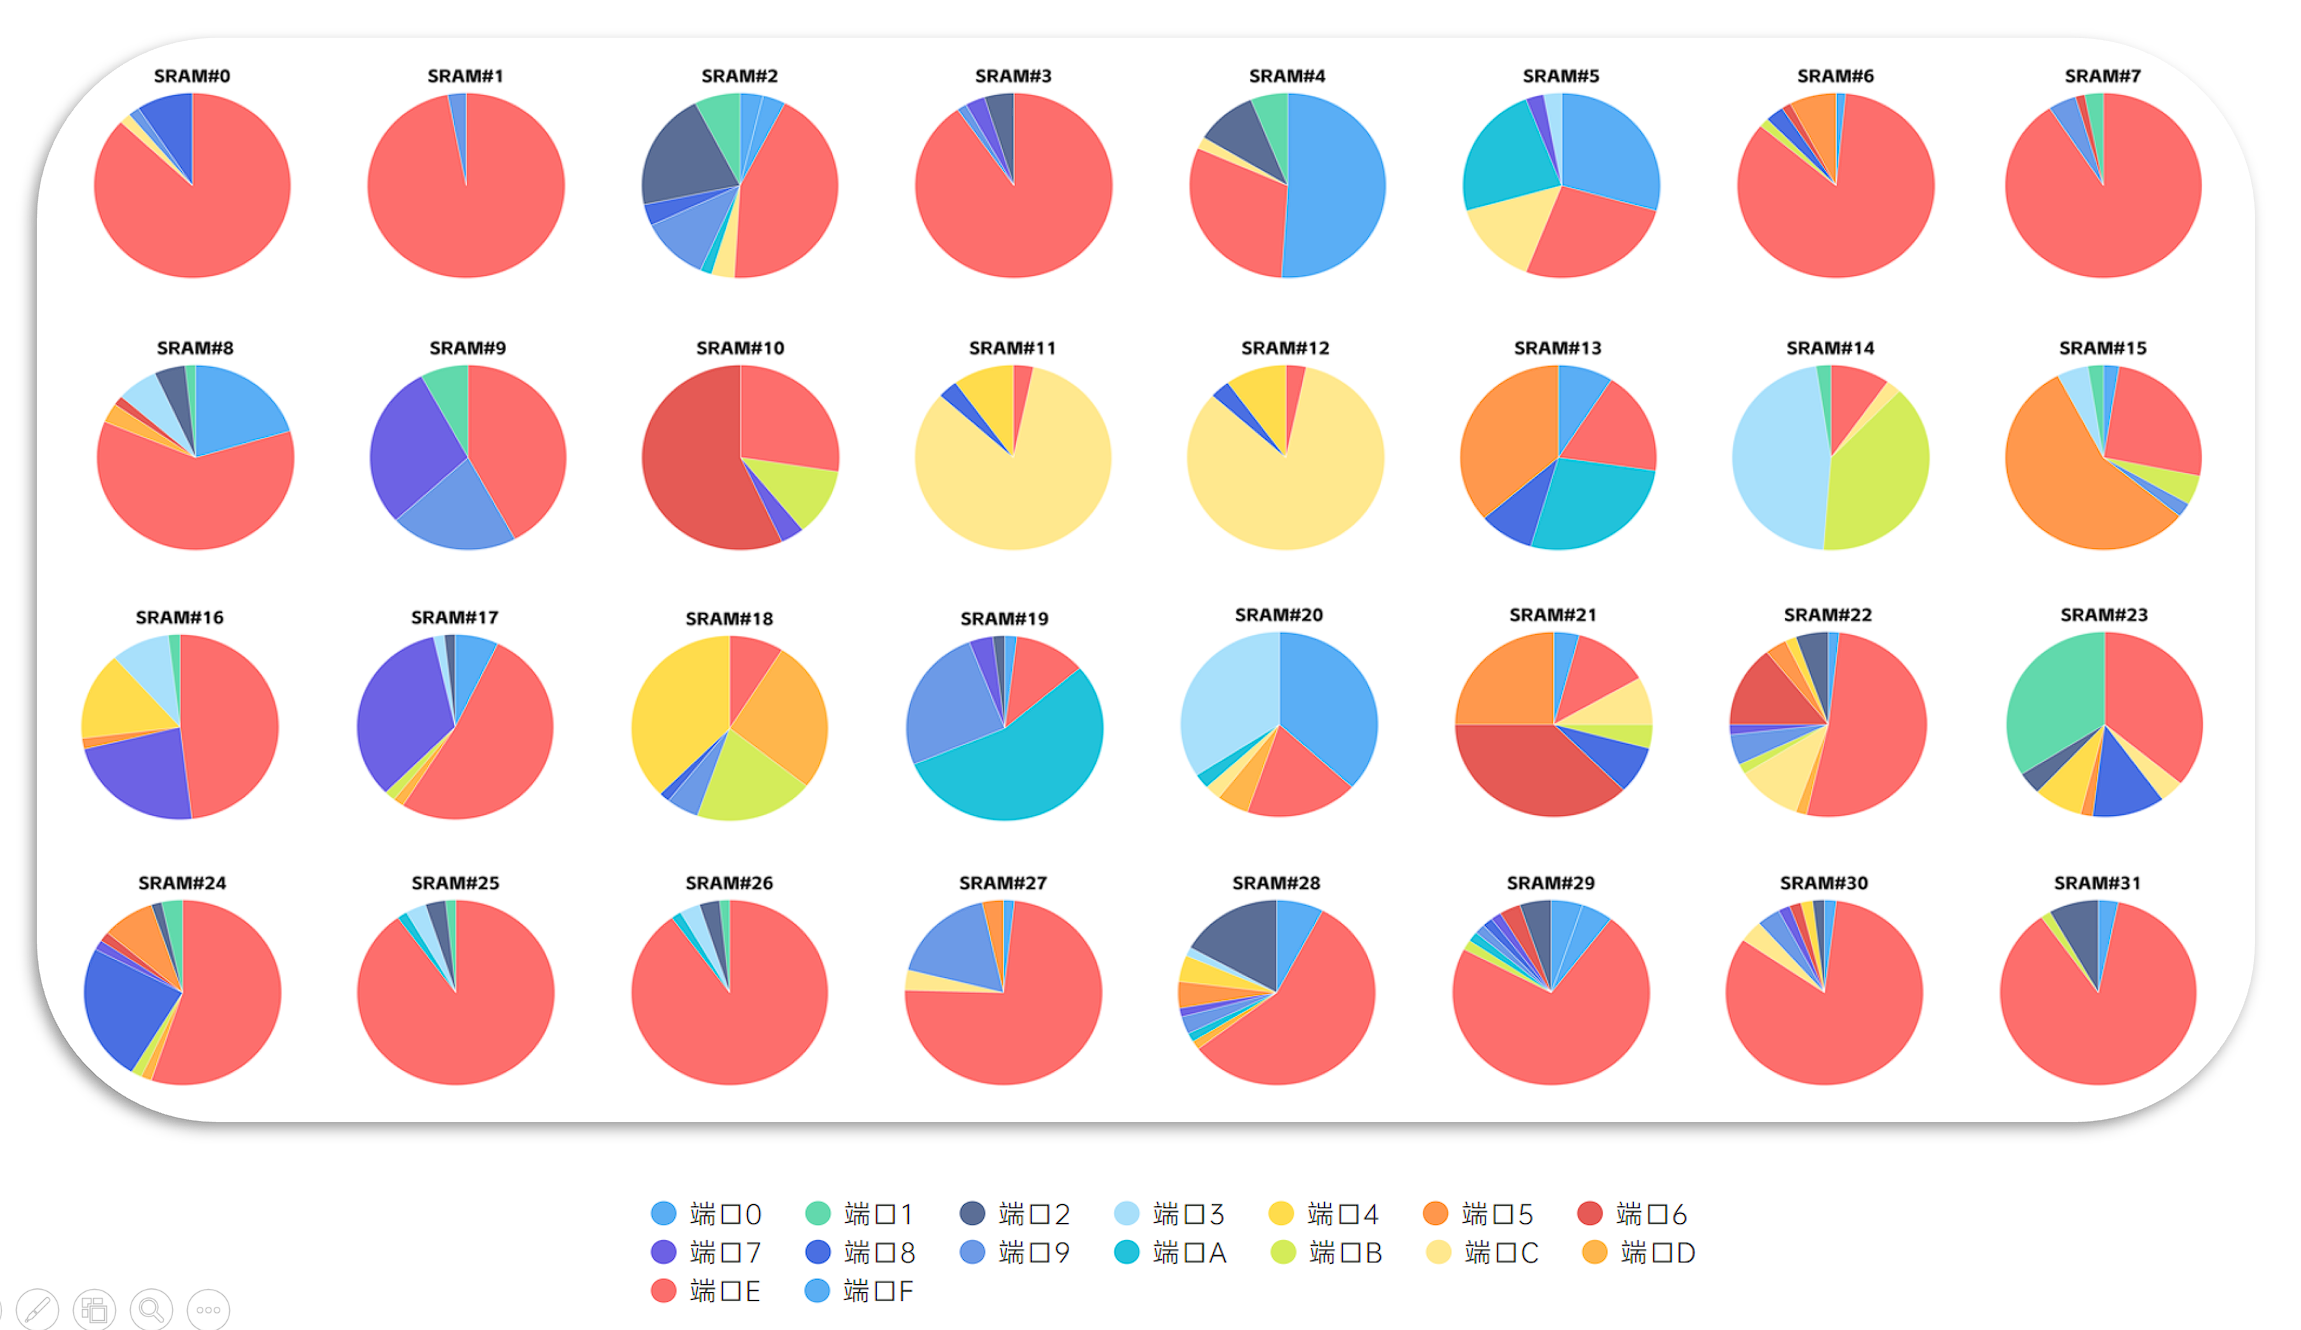 SRAM#0 SRAM#1 SRAM#2 SRAM#3 SRAM#4 SRAM#5 SRAM#6 SRAM#7
SRAM#8 SRAM#9 SRAM#10 SRAM#11 SRAM#12 SRAM#13 SRAM#14 SRAM#15
SRAM#16 SRAM#17 SRAM#18 SRAM#19 SRAM#20 SRAM#21 SRAM#22 SRAM#23
SRAM#24 SRAM#25 SRAM#26 SRAM#27 SRAM#28 SRAM#29 SRAM#30 SRAM#31
端口0 端口1 端口2 端口3 端口4 端口5 端口6
端口7 端口8 端口9 端口A 端口B 端口C 端口D
端口E 端口F